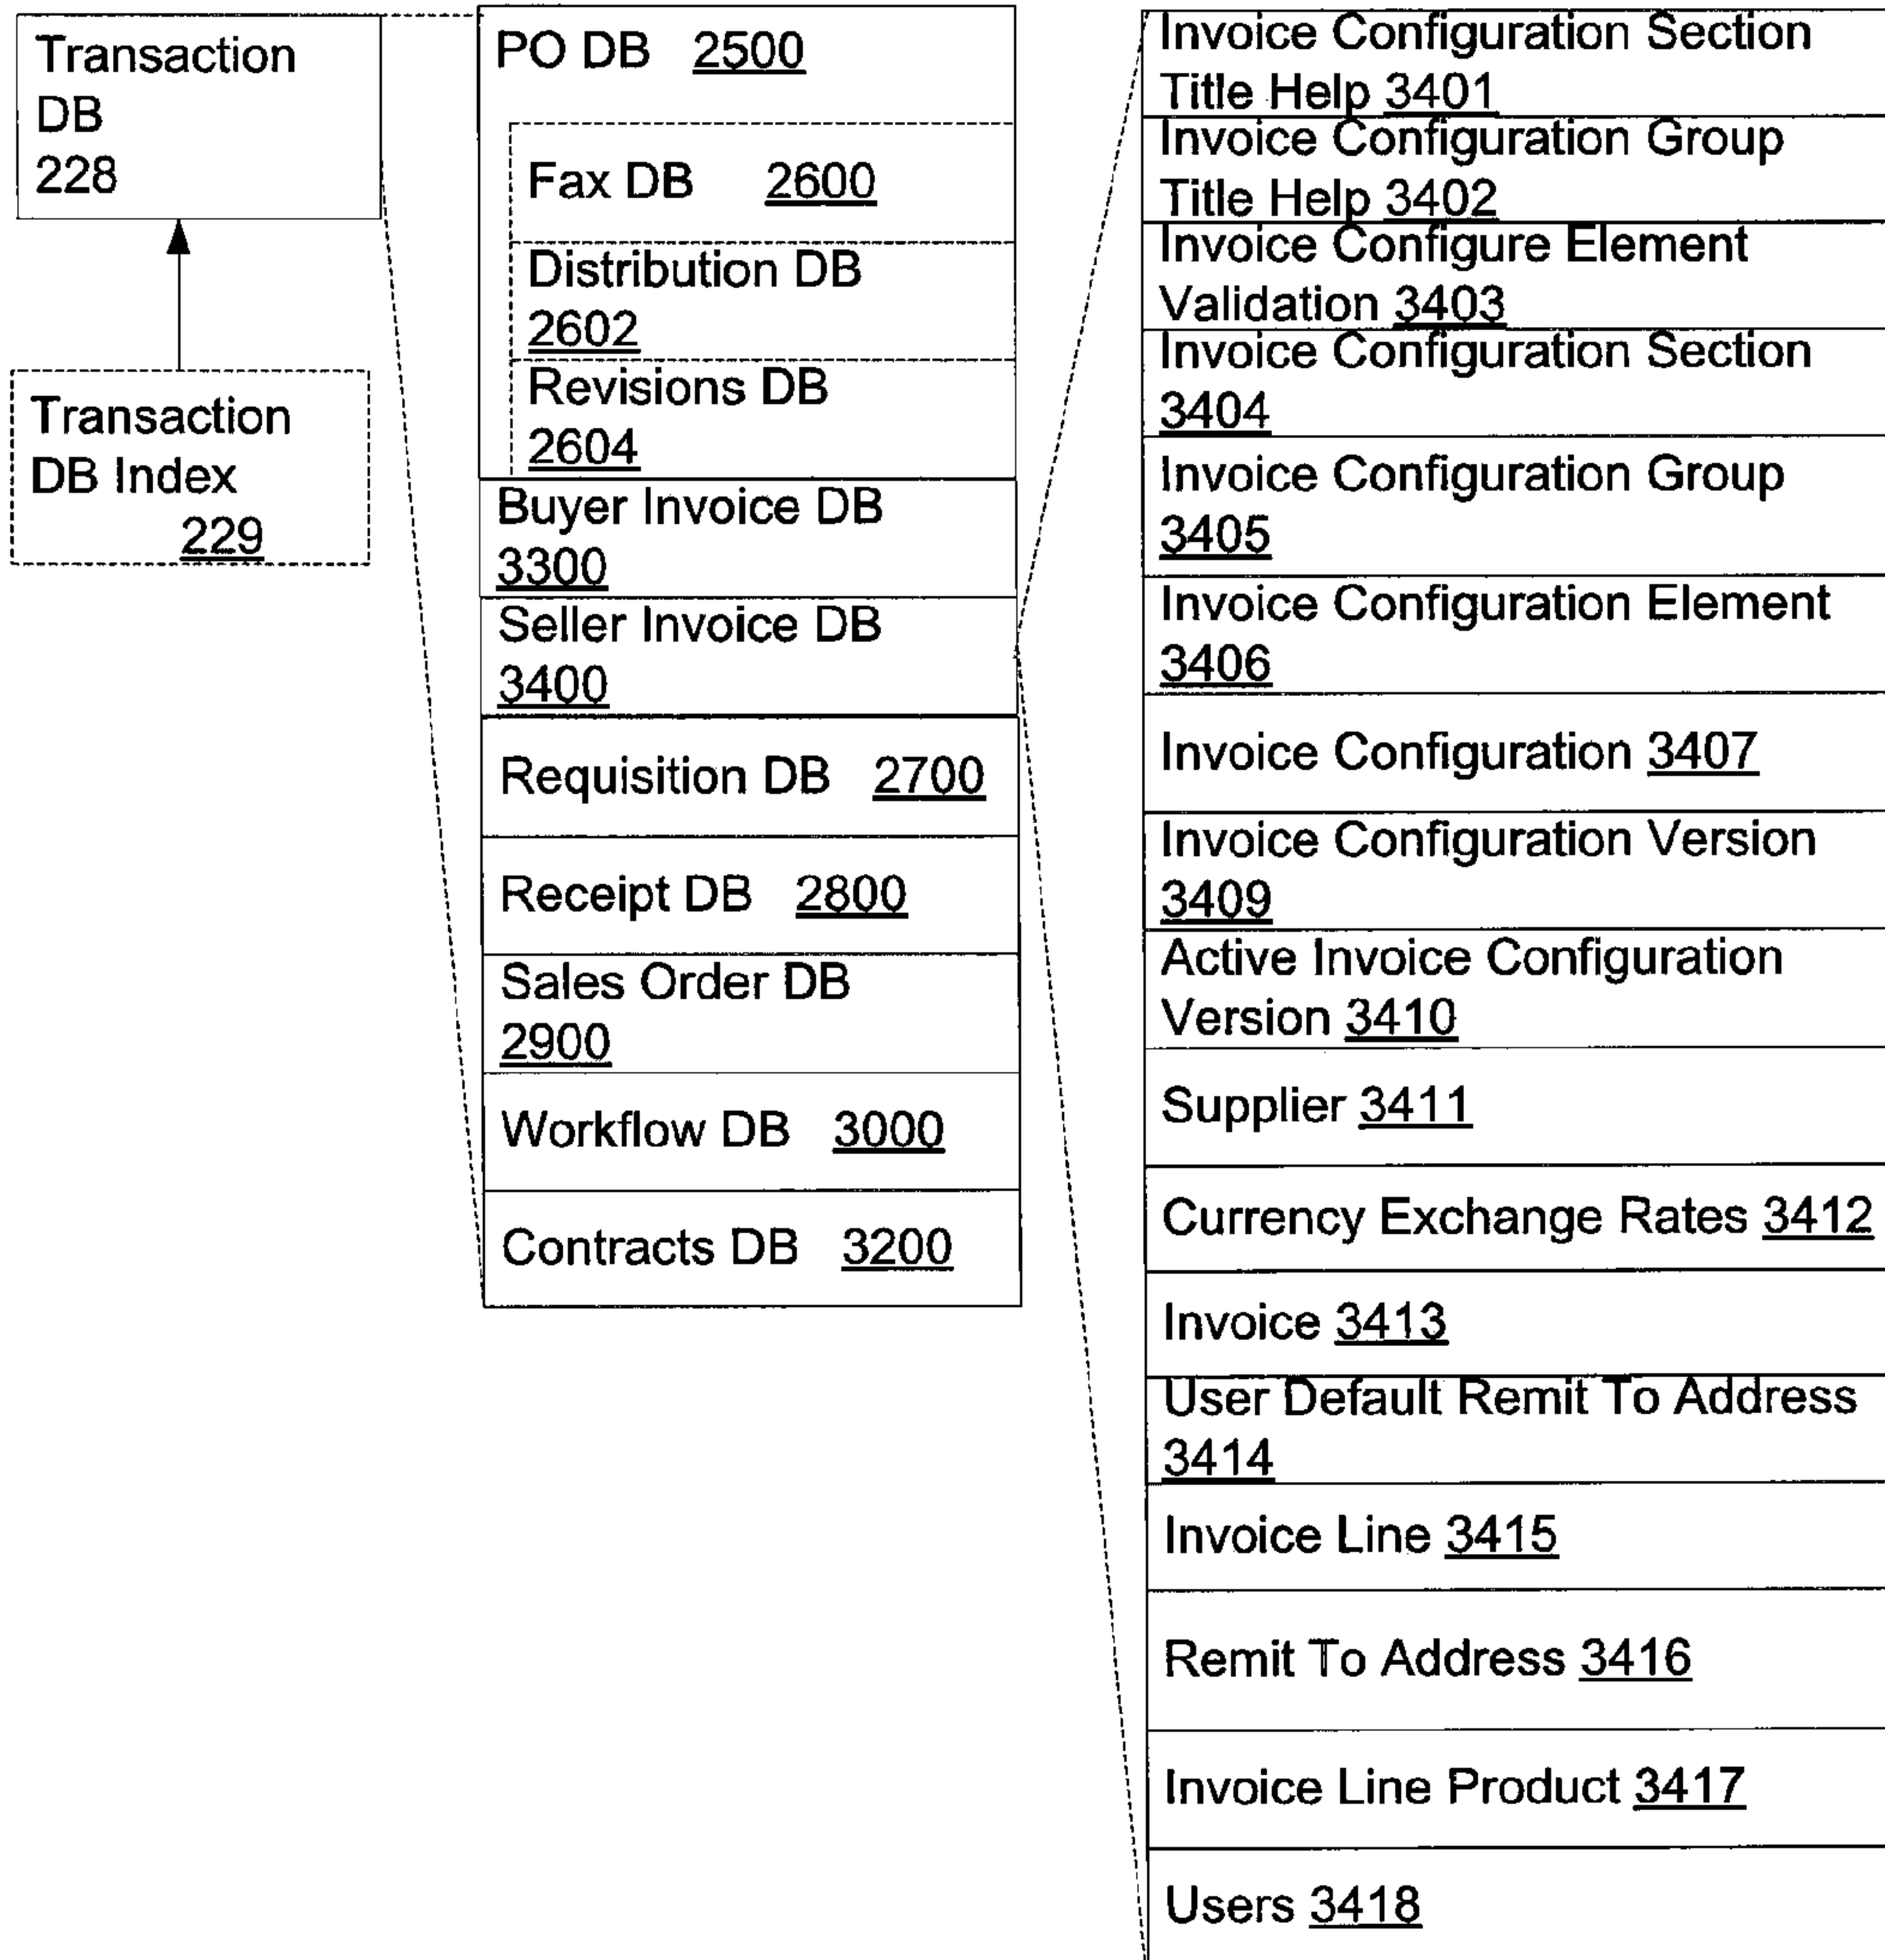 Transaction
DB
228
Transaction
DB Index
229
PO DB 2500
Fax DB 2600
Distribution DB
2602
Revisions DB
2604
Buyer Invoice DB
3300
Seller Invoice DB
3400
Requisition DB 2700
Receipt DB 2800
Sales Order DB
2900
Workflow DB 3000
Contracts DB 3200
Invoice Configuration Section
Title Help 3401
Invoice Configuration Group
Title Help 3402
Invoice Configure Element
Validation 3403
Invoice Configuration Section
3404
Invoice Configuration Group
3405
Invoice Configuration Element
3406
Invoice Configuration 3407
Invoice Configuration Version
3409
Active Invoice Configuration
Version 3410
Supplier 3411
Currency Exchange Rates 3412
Invoice 3413
User Default Remit To Address
3414
Invoice Line 3415
Remit To Address 3416
Invoice Line Product 3417
Users 3418